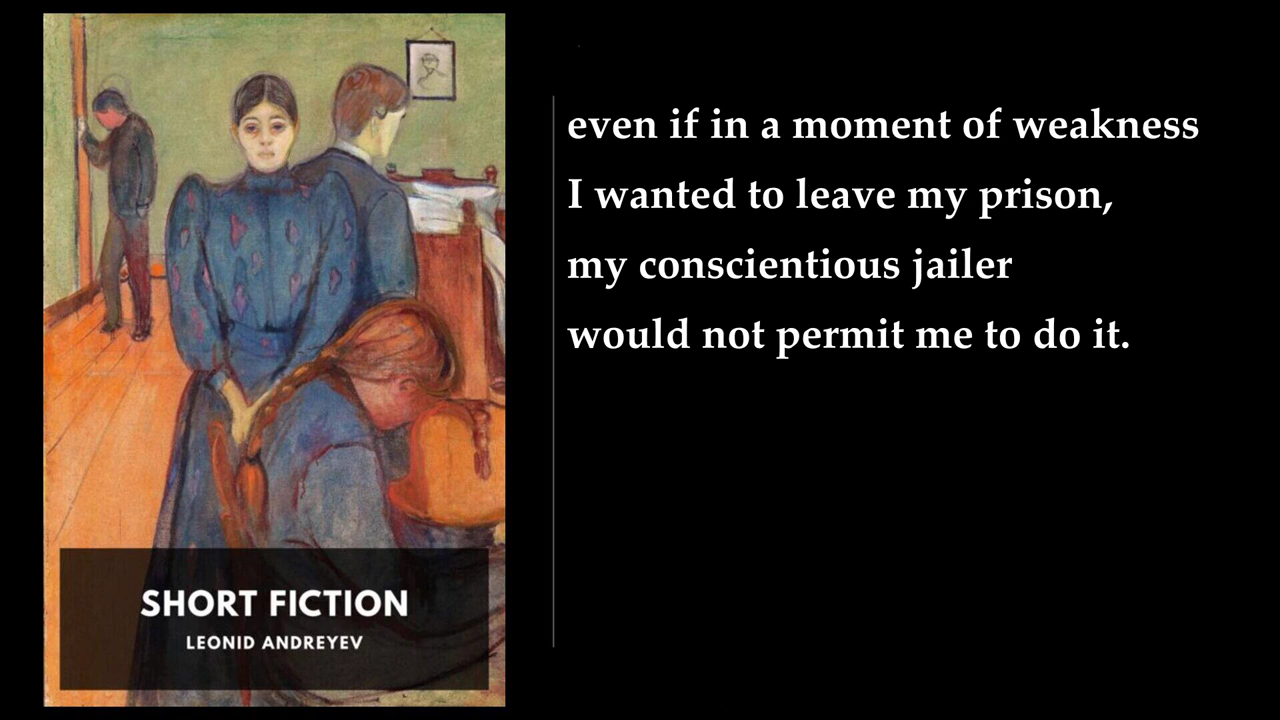 even if in a moment of weakness
I wanted to leave my prison,
my conscientious jailer
would not permit me to do it.
SHORT FICTION
LEONID ANDREYEV